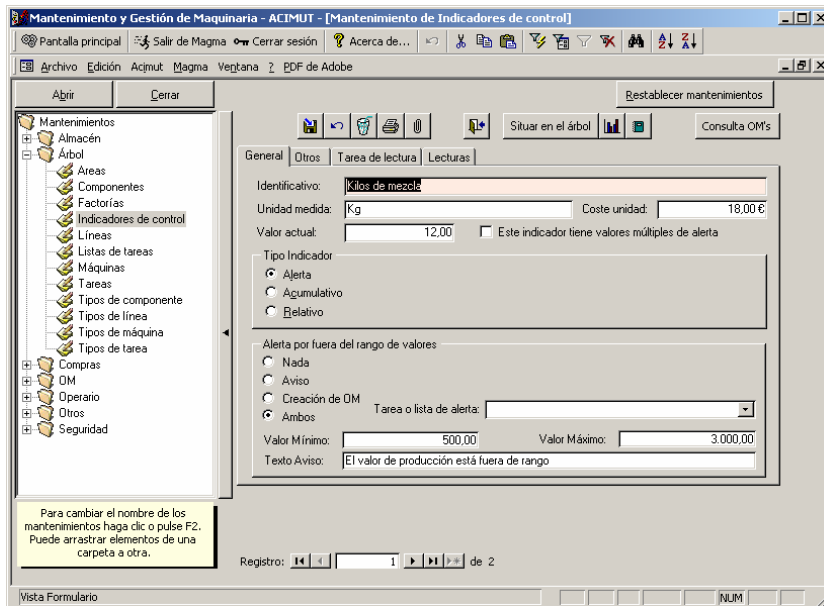 Mantenimiento y Gestión de Maquinaria - ACIMUT - [Mantenimiento de Indicadores de control]
Pantalla principal Salir de Magma Cerrar sesión Acerca de...
Archivo Edición Acimut Magma Ventana ? PDF de Adobe
Abrir Cerrar Restablecer mantenimientos
Situar en el árbol Consulta OM's
Mantenimientos
Almacén
Árbol
Areas
Componentes
Factorías
Indicadores de control
Líneas
Listas de tareas
Máquinas
Tareas
Tipos de componente
Tipos de línea
Tipos de máquina
Tipos de tarea
Compras
OM
Operario
Otros
Seguridad
General Otros Tarea de lectura Lecturas
Identificativo: Kilos de mezcla
Unidad medida: Kg Coste unidad: 18,00 €
Valor actual: 12,00 Este indicador tiene valores múltiples de alerta
Tipo Indicador
Alerta
Acumulativo
Relativo
Alerta por fuera del rango de valores
Nada
Aviso
Creación de OM
Ambos Tarea o lista de alerta:
Valor Mínimo: 500,00 Valor Máximo: 3.000,00
Texto Aviso: El valor de producción está fuera de rango
Para cambiar el nombre de los
mantenimientos haga clic o pulse F2.
Puede arrastrar elementos de una
carpeta a otra.
Registro: 1 de 2
Vista Formulario NUM